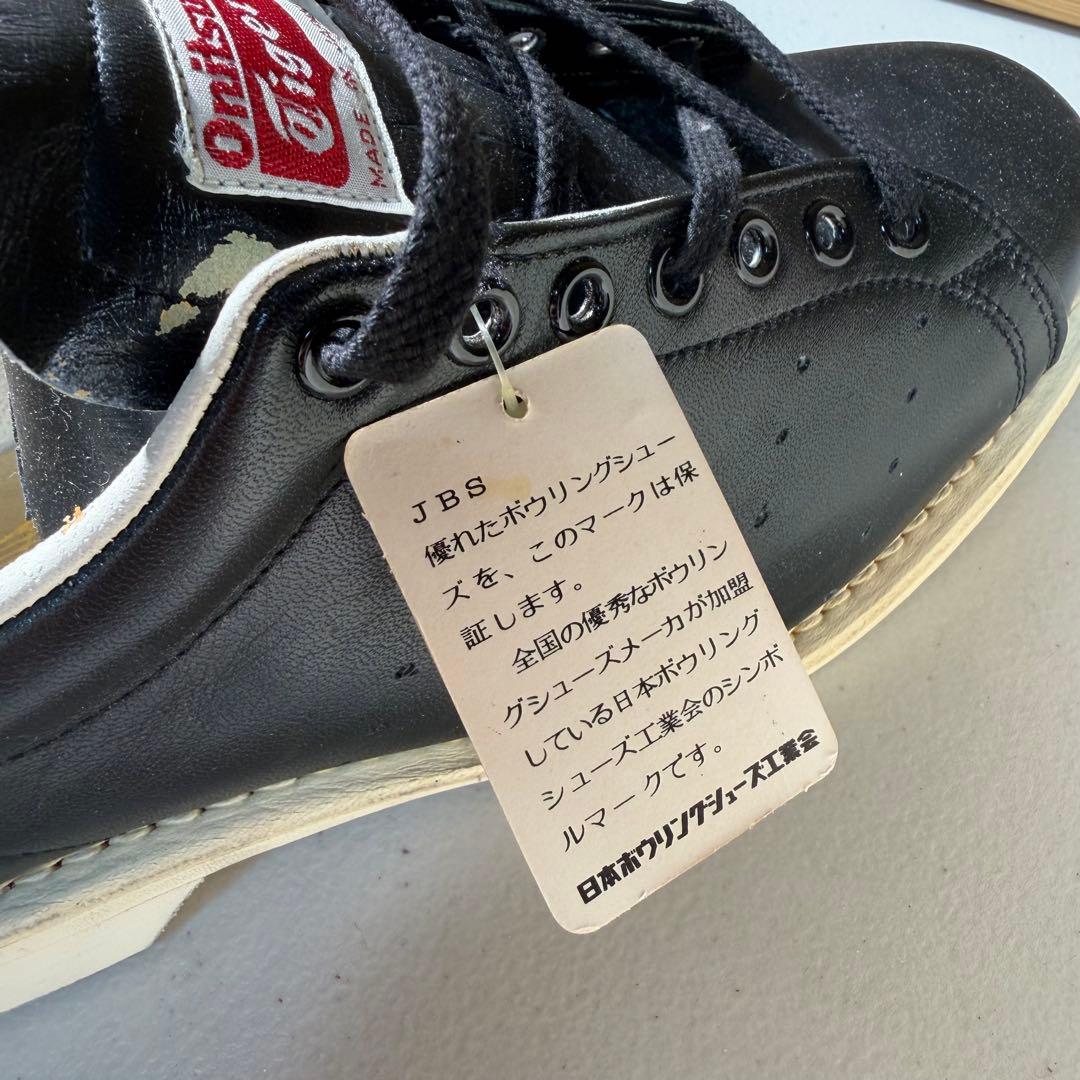 Onitsu
Tiger
MADE
JBS
優れたボウリングシュー
ズを、このマークは保
証します。
全国の優秀なボウリン
グシューズメーカが加盟
している日本ボウリング
シューズ工業会のシンボ
ルマークです。
日本ボウリングシューズ工業会